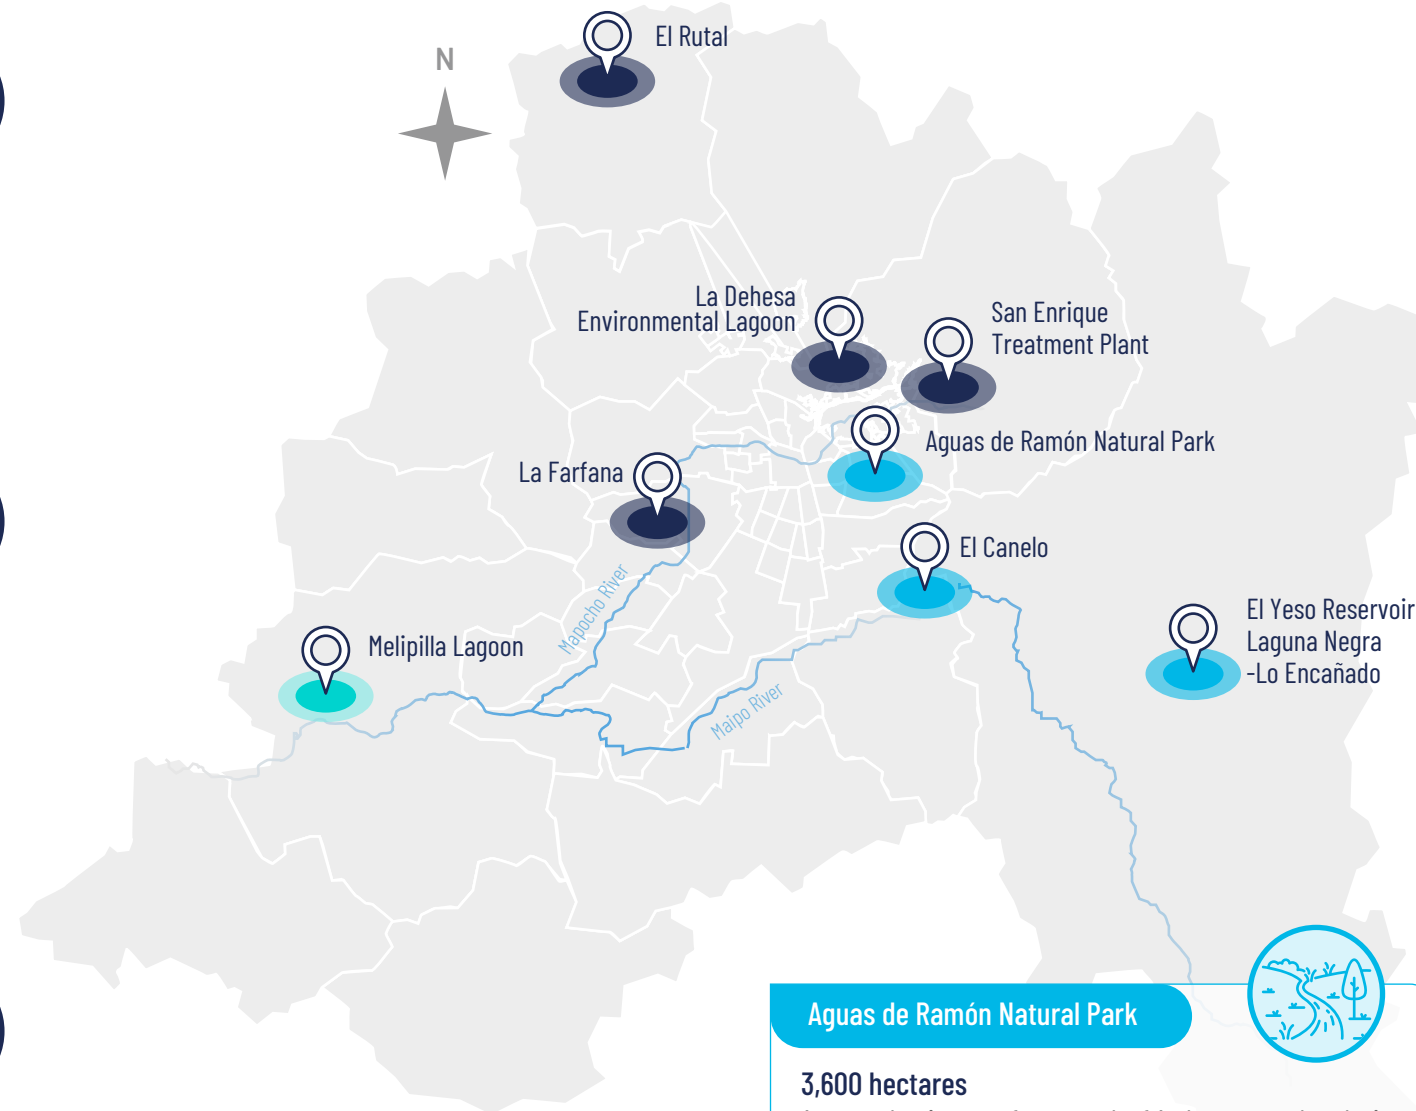 N
El Rutal
La Dehesa
Environmental Lagoon
San Enrique
Treatment Plant
Aguas de Ramón Natural Park
La Farfana
El Canelo
Mapocho River
El Yeso Reservoir
Laguna Negra
-Lo Encañado
Melipilla Lagoon
Maipo River
Aguas de Ramón Natural Park
3,600 hectares